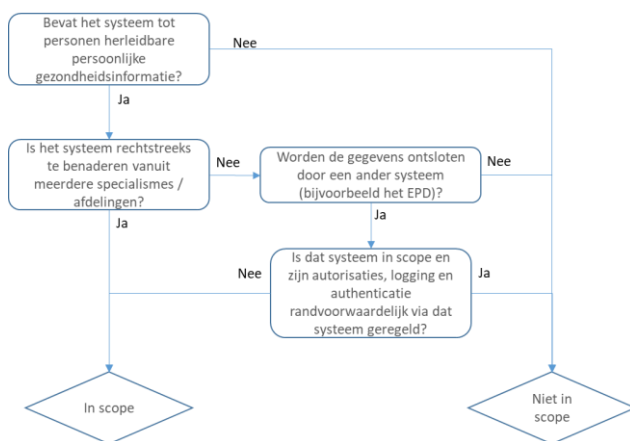 Bevat het systeem tot
personen herleidbare
persoonlijke
gezondheidsinformatie?
Nee
Ja
Is het systeem rechtstreeks
te benaderen vanuit
meerdere specialismes /
afdelingen?
Nee
Worden de gegevens ontsloten
door een ander systeem
(bijvoorbeeld het EPD)?
Nee
Ja
Ja
Is dat systeem in scope en
zijn autorisaties, logging en
authenticatie
randvoorwaardelijk via dat
systeem geregeld?
Nee
Ja
In scope
Niet in
scope